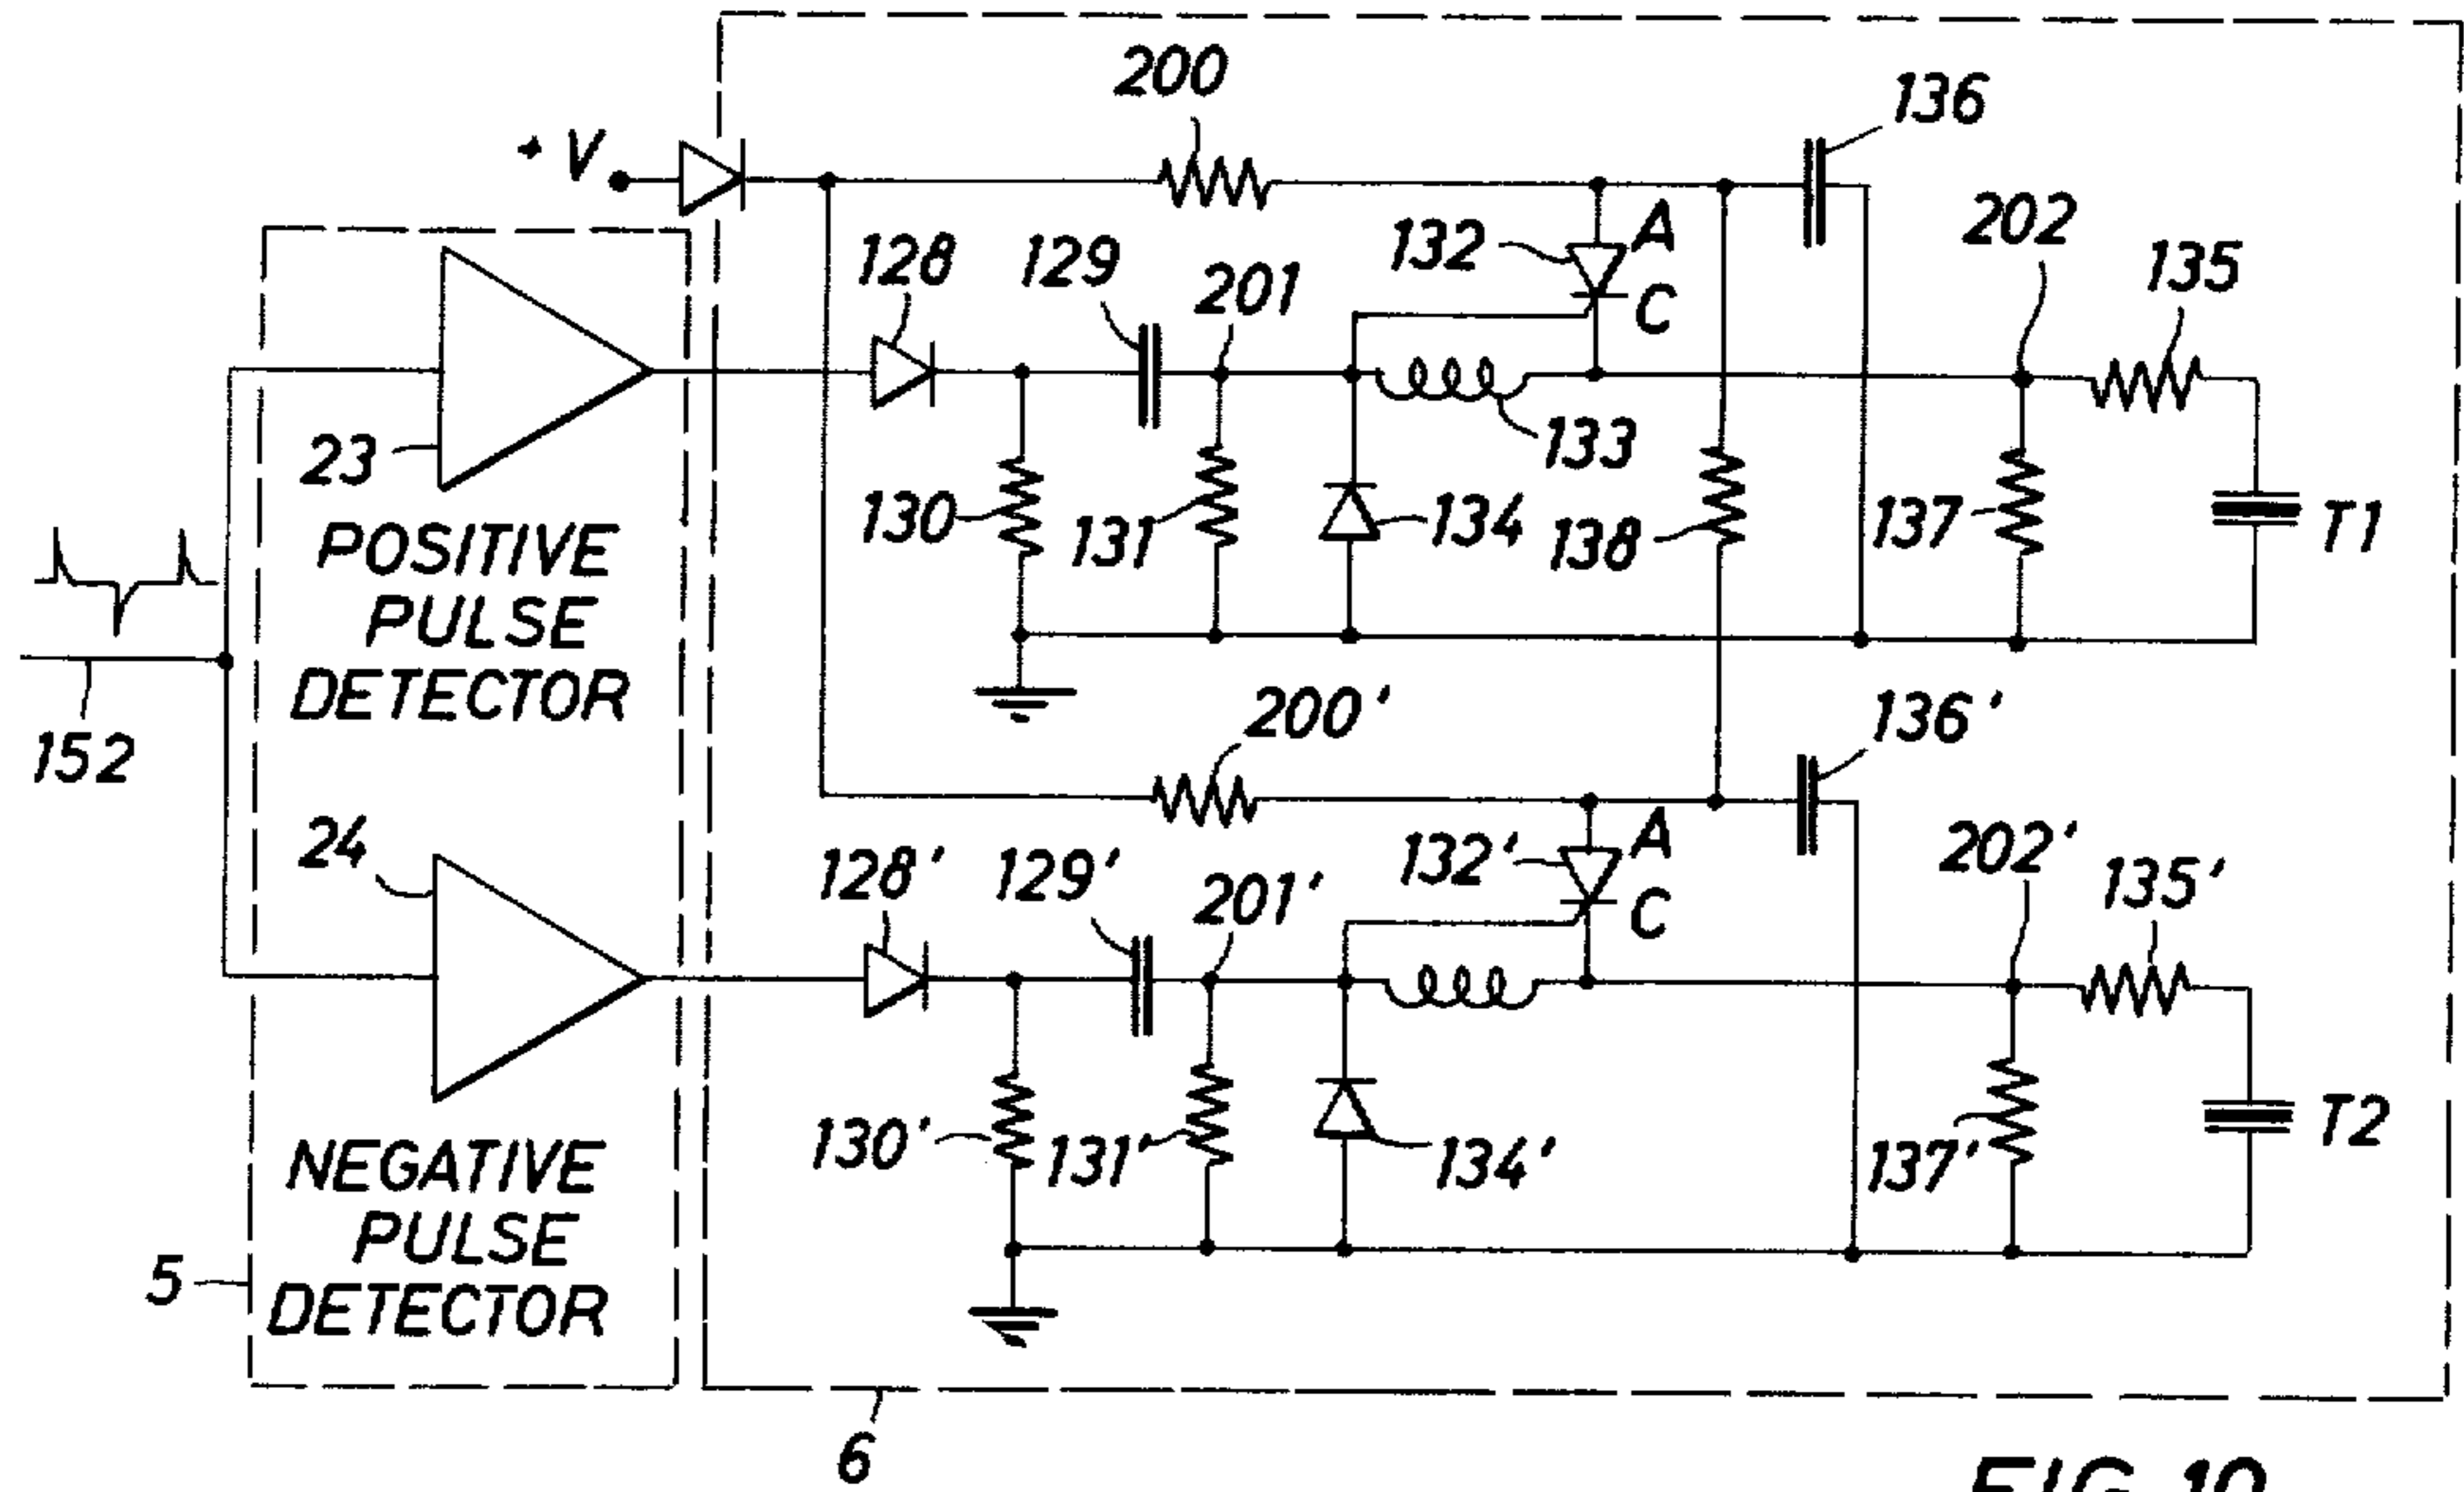 200
136
+ V
202
132
A
135
128
129
201
C
23
133
130
131
134
138
137
T1
POSITIVE
PULSE
DETECTOR
152
200'
136'
24
128'
129'
201'
132'
A
202'
135'
C
130'
131'
134'
137'
T2
NEGATIVE
PULSE
DETECTOR
5
6
FIG. 10